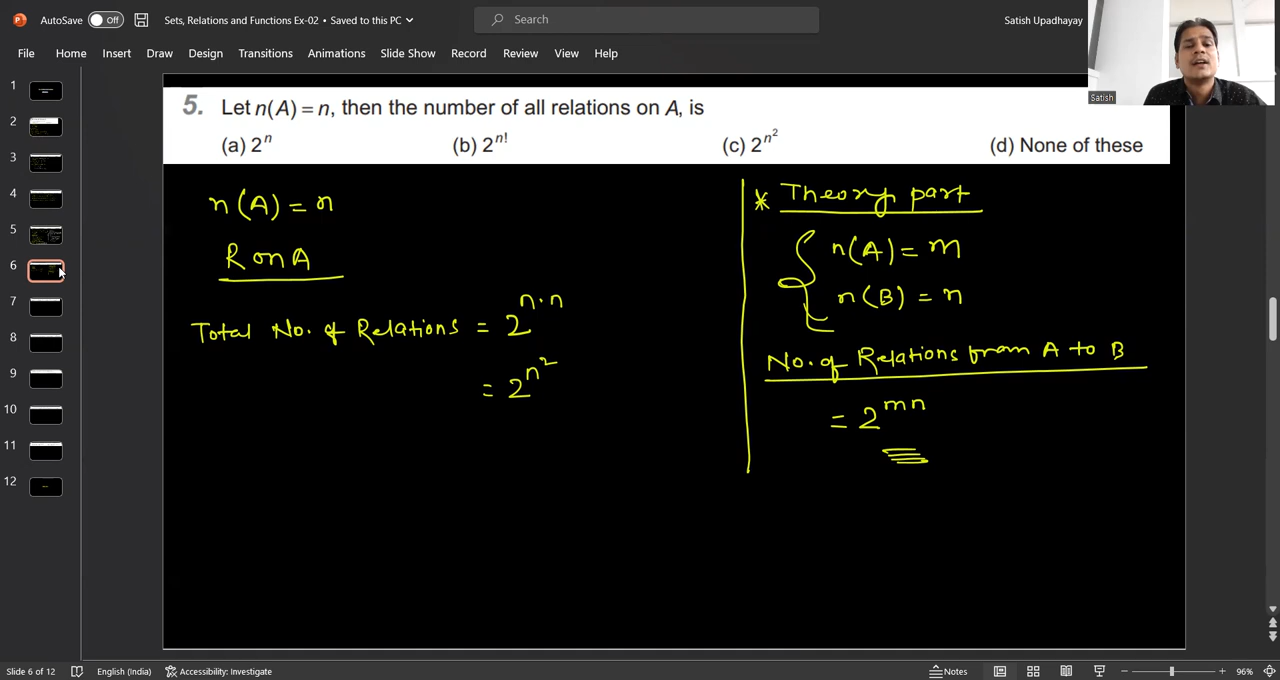 AutoSave Off Sets, Relations and Functions Ex-02 • Saved to this PC Search Satish Upadhayay
File Home Insert Draw Design Transitions Animations Slide Show Record Review View Help
Satish
1
2
3
4
5
6
7
8
9
10
11
12
5. Let n(A) = n, then the number of all relations on A, is
(a) 2^n (b) 2^{n!} (c) 2^{n^2} (d) None of these
n(A) = n
R on A
Total No. of Relations = 2^{n·n}
= 2^{n^2}
* Theory part
n(A) = m
n(B) = n
No. of Relations from A to B
= 2^{mn}
Slide 6 of 12 English (India) Accessibility: Investigate Notes 96%